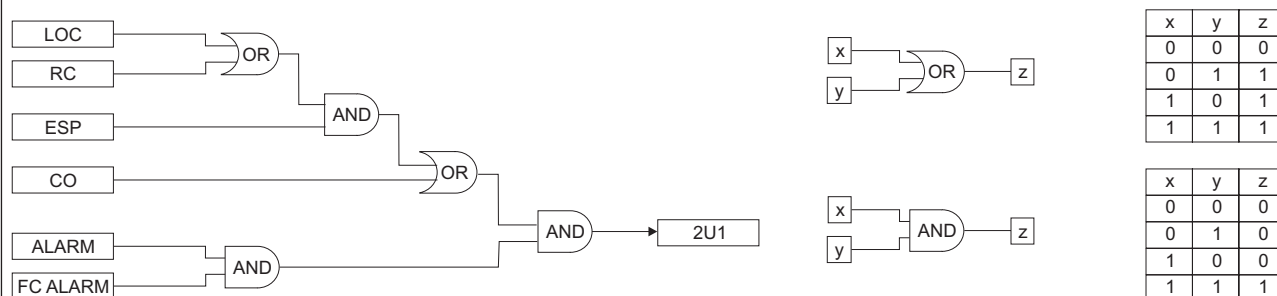 LOC
RC
ESP
CO
ALARM
FC ALARM
OR
AND
OR
AND
AND
2U1
x
y
OR
z
x
y
AND
z
x y z
0 0 0
0 1 1
1 0 1
1 1 1
x y z
0 0 0
0 1 0
1 0 0
1 1 1